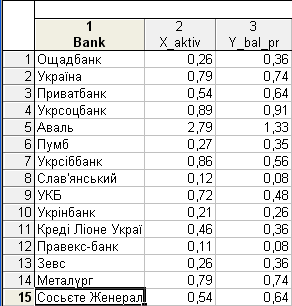 1 2 3
Bank X_aktiv Y_bal_pr
1 Ощадбанк 0,26 0,36
2 Україна 0,79 0,74
3 Приватбанк 0,54 0,64
4 Укрсоцбанк 0,89 0,91
5 Аваль 2,79 1,33
6 Пумб 0,27 0,35
7 Укрсіббанк 0,86 0,56
8 Слав'янський 0,12 0,08
9 УКБ 0,72 0,48
10 Укрінбанк 0,21 0,26
11 Креді Ліоне Украї 0,46 0,36
12 Правекс-банк 0,11 0,08
13 Зевс 0,26 0,36
14 Металург 0,79 0,74
15 Сосьєте Женерал 0,54 0,64